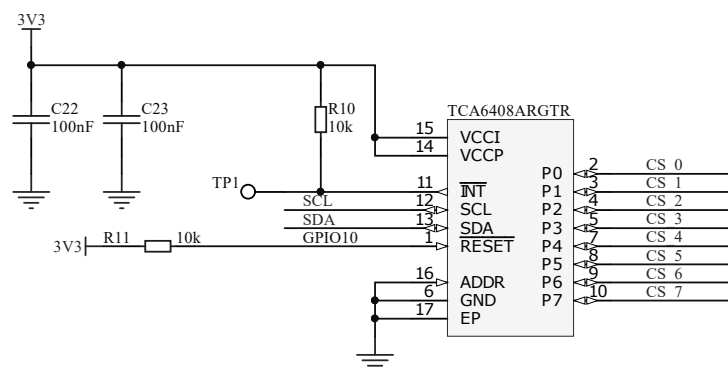 3V3
C22
100nF
C23
100nF
R10
10k
TP1
TCA6408ARGTR
15 VCCI
14 VCCP
11 INT
SCL 12 SCL
SDA 13 SDA
3V3 R11 10k GPIO10 1 RESET
16 ADDR
6 GND
17 EP
P0 2 CS 0
P1 3 CS 1
P2 4 CS 2
P3 5 CS 3
P4 7 CS 4
P5 8 CS 5
P6 9 CS 6
P7 10 CS 7